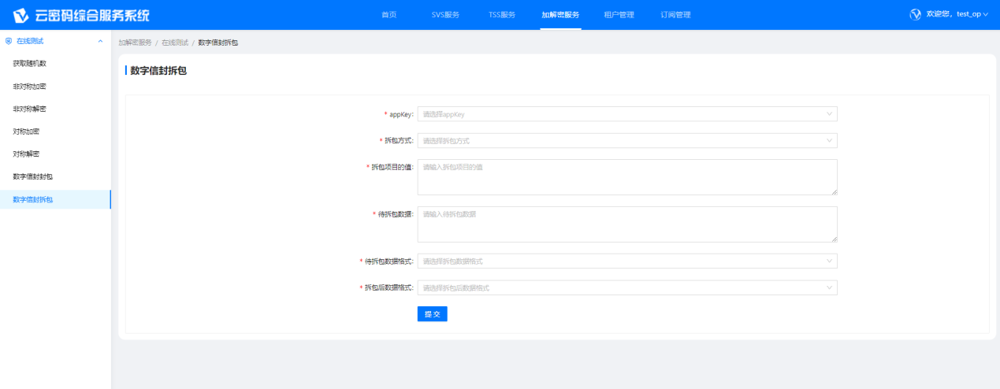 云密码综合服务系统
首页 SVS服务 TSS服务 加解密服务 租户管理 订阅管理
欢迎您，test_op
在线测试
获取随机数
非对称加密
非对称解密
对称加密
对称解密
数字信封封包
数字信封拆包
加解密服务 / 在线测试 / 数字信封拆包
数字信封拆包
* appKey: 请选择appKey
* 拆包方式: 请选择拆包方式
* 拆包项目的值: 请输入拆包项目的值
* 待拆包数据: 请输入待拆包数据
* 待拆包数据格式: 请选择拆包数据格式
* 拆包后数据格式: 请选择拆包后数据格式
提 交